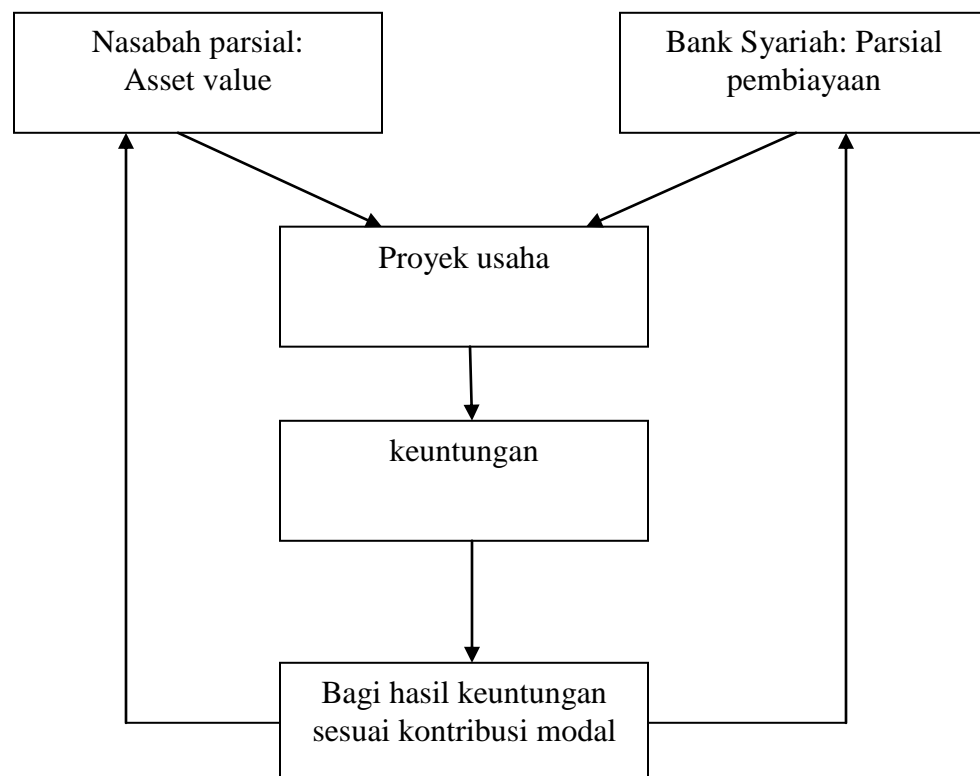 Nasabah parsial:
Asset value
Bank Syariah: Parsial
pembiayaan
Proyek usaha
keuntungan
Bagi hasil keuntungan
sesuai kontribusi modal